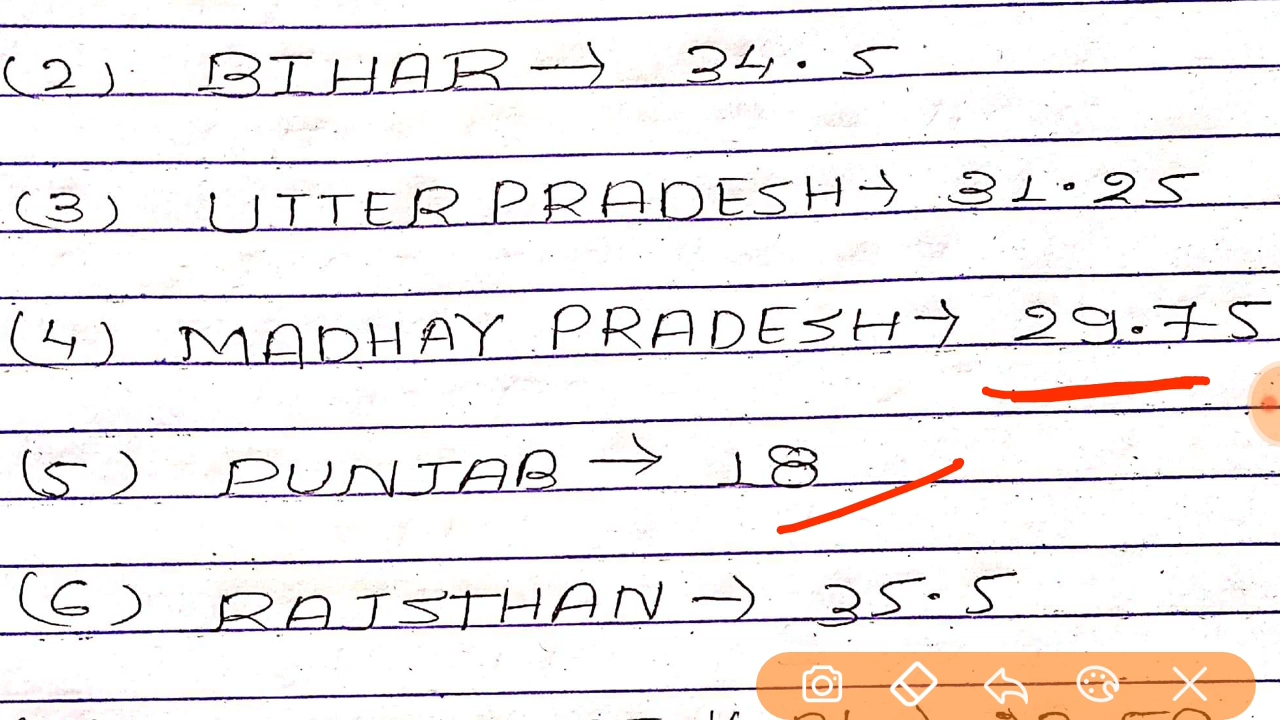 (2) BIHAR → 34.5
(3) UTTER PRADESH → 31.25
(4) MADHAY PRADESH → 29.75
(5) PUNJAB → 18
(6) RAJSTHAN → 35.5